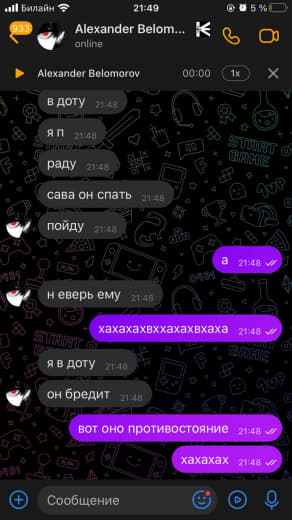 Билайн
21:49
5 %
933
Alexander Belom...
online
Alexander Belomorov
00:00
1x
в доту 21:48
я п 21:48
раду 21:48
сава он спать 21:48
пойду 21:48
а 21:48
н еверь ему 21:48
хахахахвххахахвхаха 21:48
я в доту 21:48
он бредит 21:48
вот оно противостояние 21:48
хахахах 21:48
Сообщение